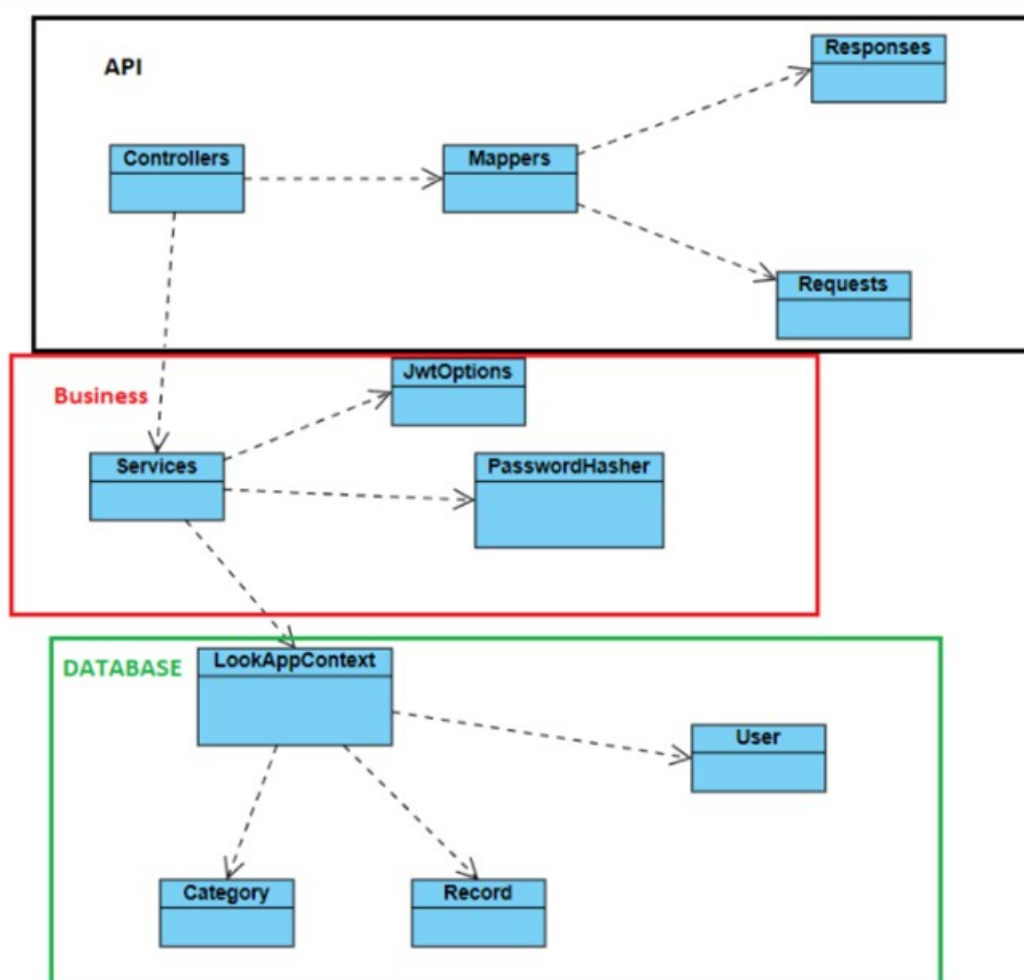 API
Responses
Controllers
Mappers
Requests
Business
JwtOptions
Services
PasswordHasher
DATABASE
LookAppContext
User
Category
Record